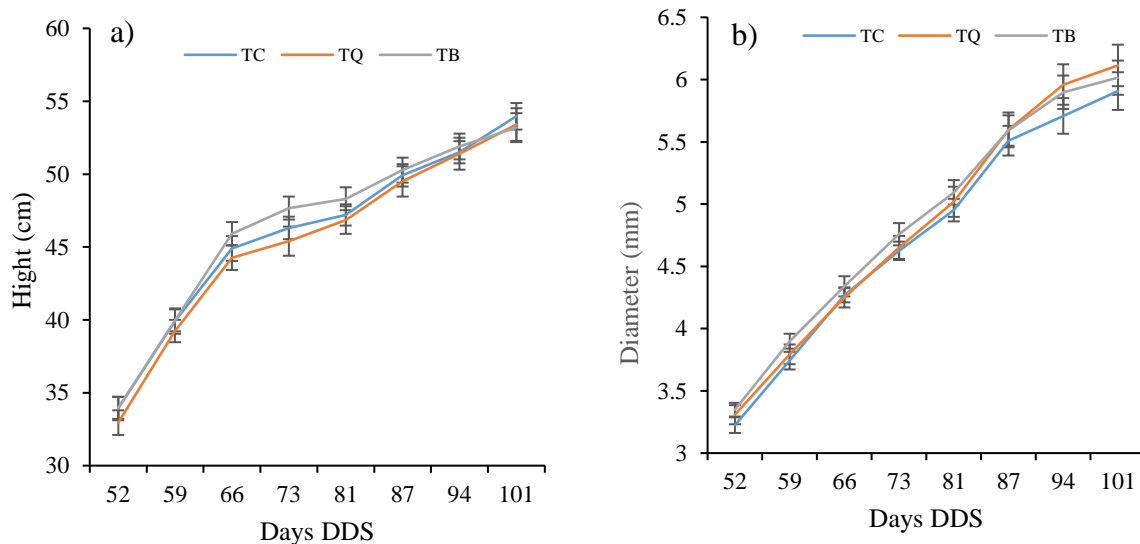 a)
TC TQ TB
60
55
50
45
40
35
30
Hight (cm)
52 59 66 73 81 87 94 101
Days DDS
b)
TC TQ TB
6.5
6
5.5
5
4.5
4
3.5
3
Diameter (mm)
52 59 66 73 81 87 94 101
Days DDS